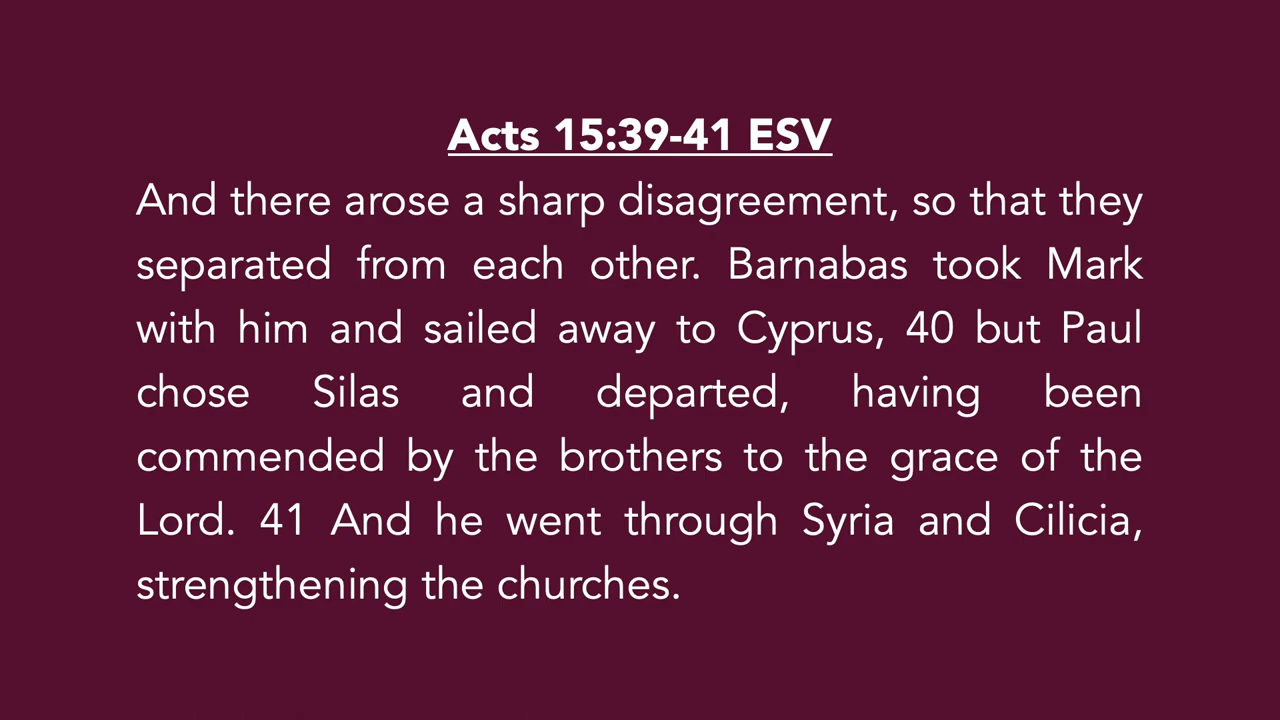 Acts 15:39-41 ESV
And there arose a sharp disagreement, so that they
separated from each other. Barnabas took Mark
with him and sailed away to Cyprus, 40 but Paul
chose Silas and departed, having been
commended by the brothers to the grace of the
Lord. 41 And he went through Syria and Cilicia,
strengthening the churches.